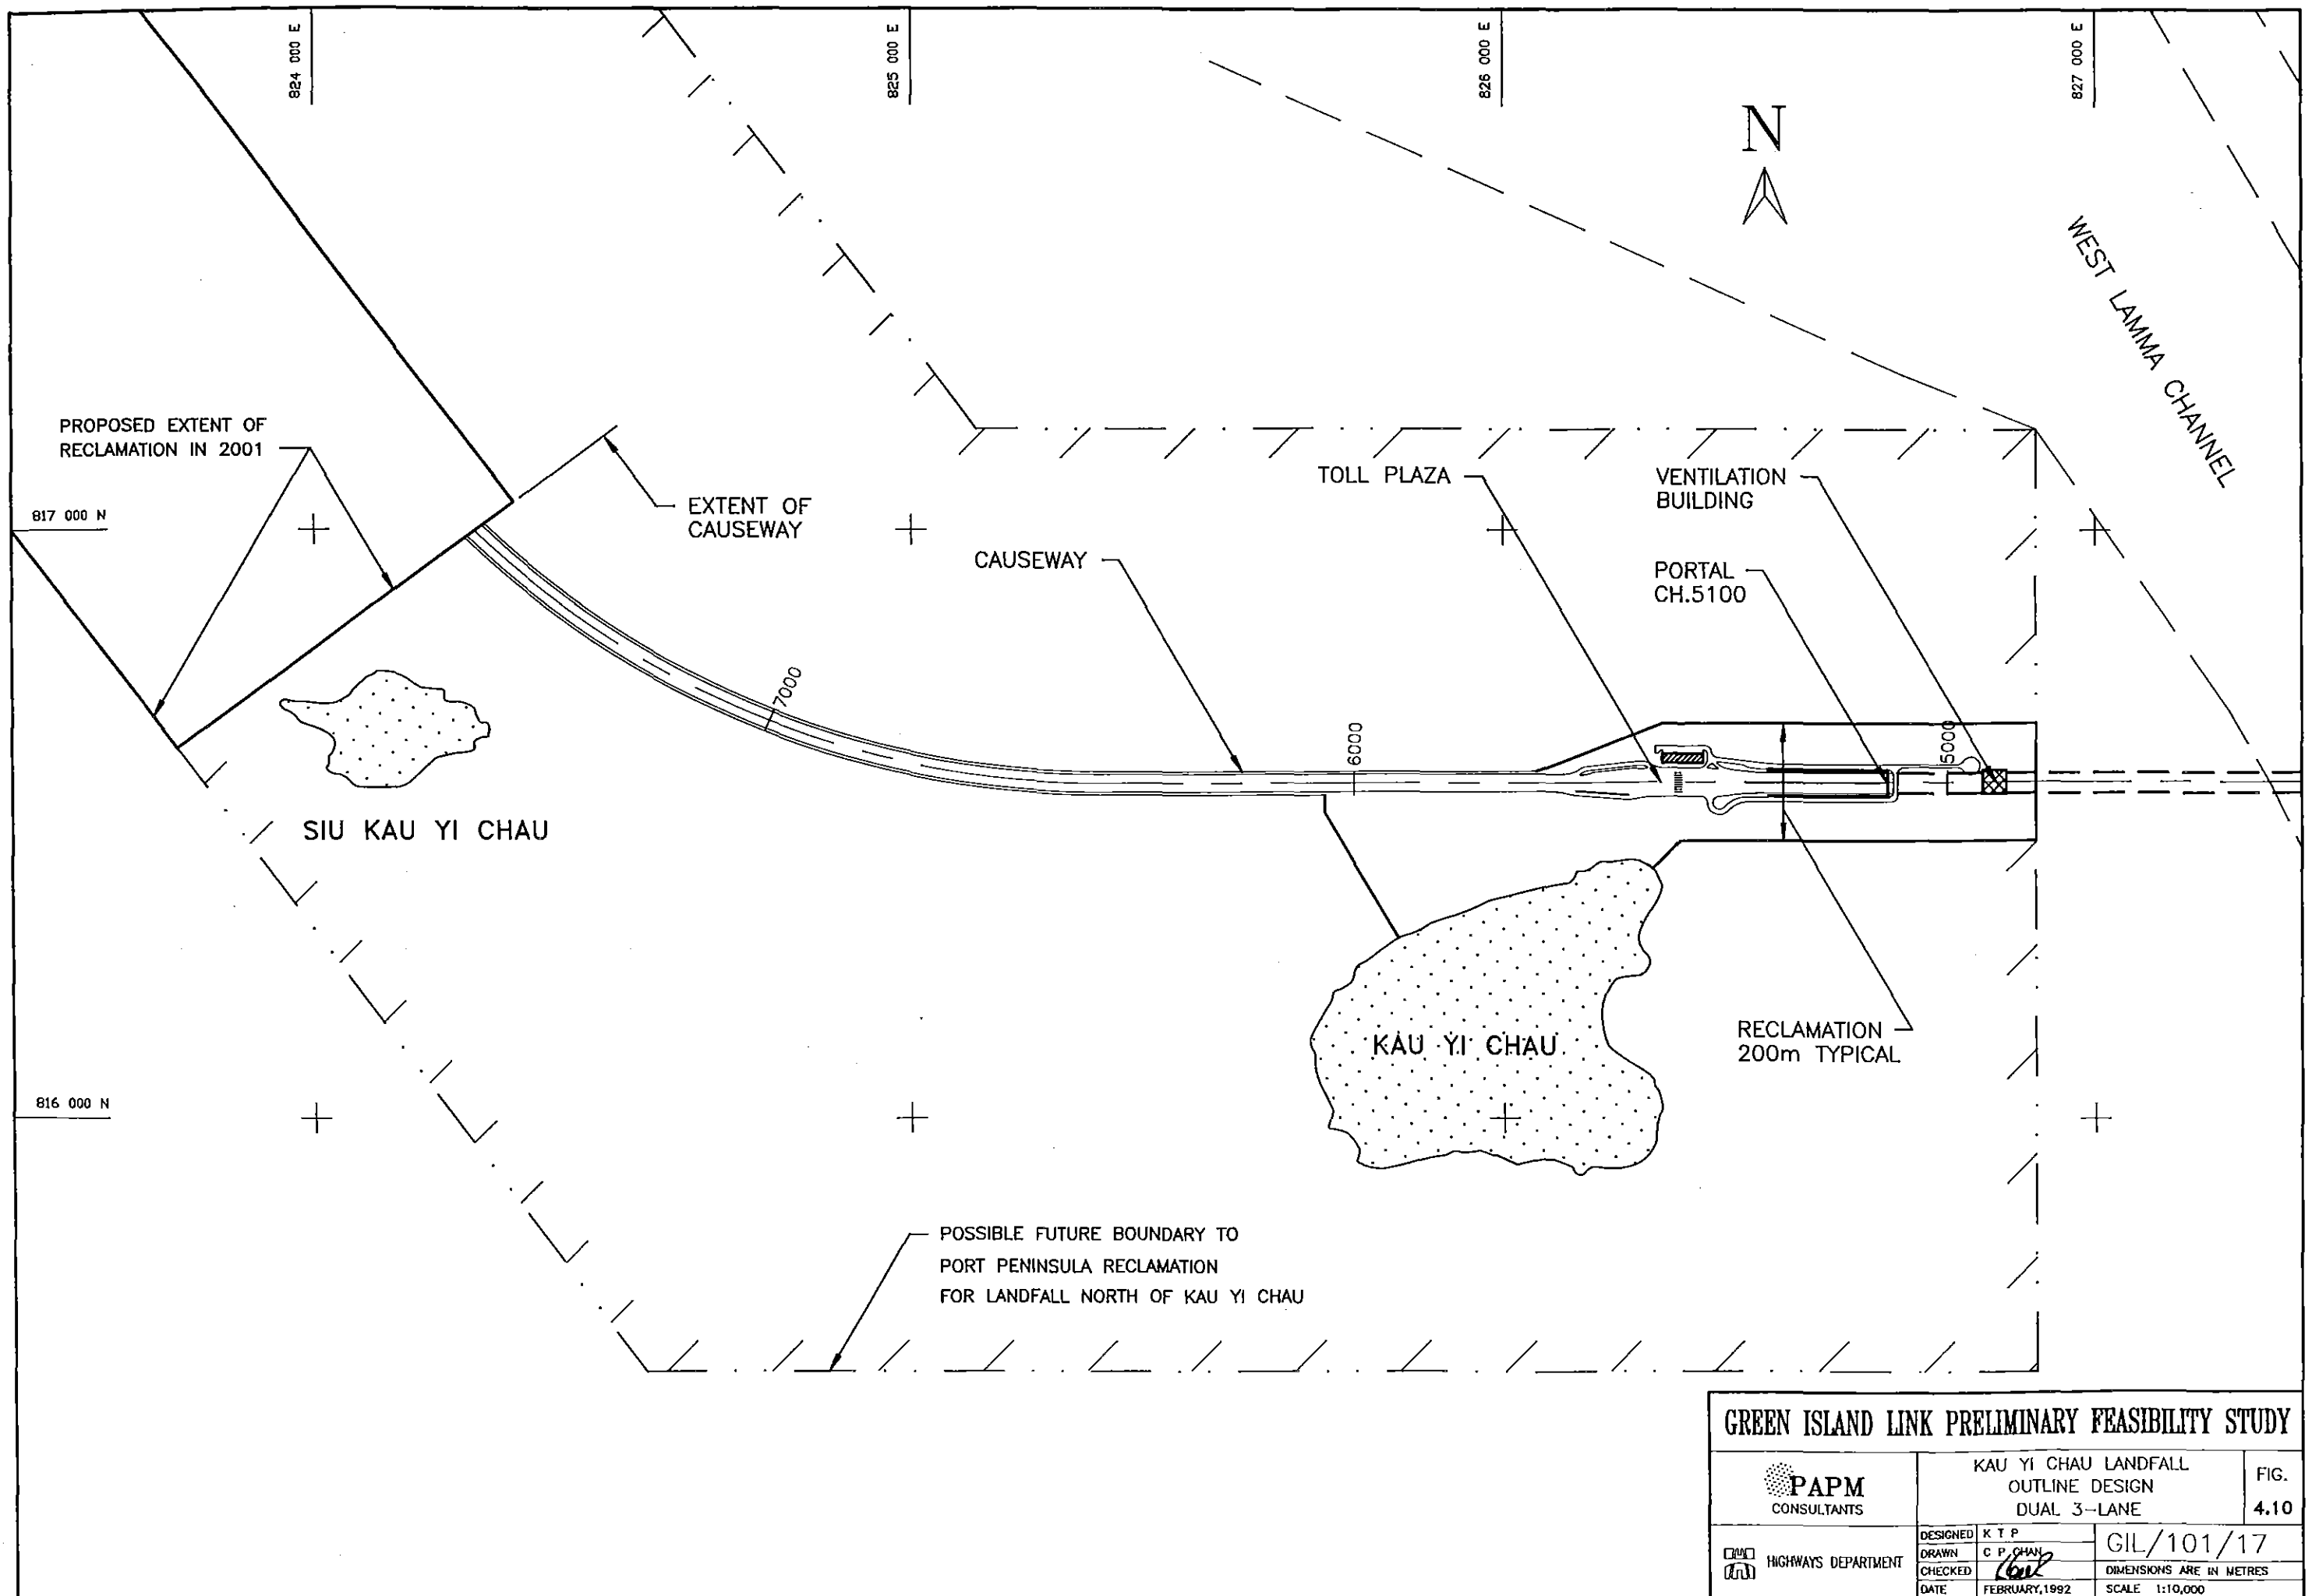 824 000 E
825 000 E
826 000 E
827 000 E
N
WEST LAMMA CHANNEL
PROPOSED EXTENT OF
RECLAMATION IN 2001
EXTENT OF
CAUSEWAY
TOLL PLAZA
VENTILATION
BUILDING
817 000 N
CAUSEWAY
PORTAL
CH.5100
7000
6000
5000
SIU KAU YI CHAU
KAU YI CHAU
RECLAMATION
200m TYPICAL
816 000 N
POSSIBLE FUTURE BOUNDARY TO
PORT PENINSULA RECLAMATION
FOR LANDFALL NORTH OF KAU YI CHAU
GREEN ISLAND LINK PRELIMINARY FEASIBILITY STUDY
PAPM
CONSULTANTS
KAU YI CHAU LANDFALL
OUTLINE DESIGN
DUAL 3-LANE
FIG.
4.10
HIGHWAYS DEPARTMENT
DESIGNED K T P
DRAWN C P CHAN
CHECKED
DATE FEBRUARY,1992
GIL/101/17
DIMENSIONS ARE IN METRES
SCALE 1:10,000